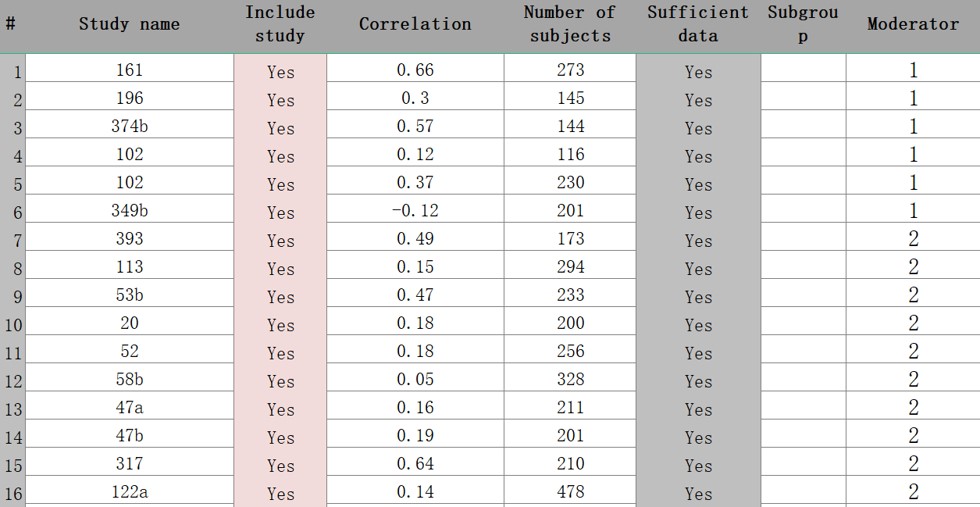 # Study name Include study Correlation Number of subjects Sufficient data Subgrou p Moderator
1 161 Yes 0.66 273 Yes 1
2 196 Yes 0.3 145 Yes 1
3 374b Yes 0.57 144 Yes 1
4 102 Yes 0.12 116 Yes 1
5 102 Yes 0.37 230 Yes 1
6 349b Yes -0.12 201 Yes 1
7 393 Yes 0.49 173 Yes 2
8 113 Yes 0.15 294 Yes 2
9 53b Yes 0.47 233 Yes 2
10 20 Yes 0.18 200 Yes 2
11 52 Yes 0.18 256 Yes 2
12 58b Yes 0.05 328 Yes 2
13 47a Yes 0.16 211 Yes 2
14 47b Yes 0.19 201 Yes 2
15 317 Yes 0.64 210 Yes 2
16 122a Yes 0.14 478 Yes 2